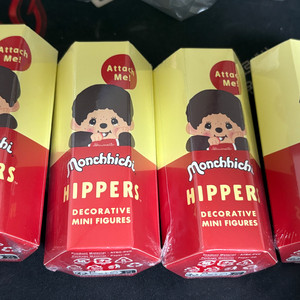 Attach
Me!
Attach
Me!
Monchhichi
Monchhichi
HIPPERS
HIPPERS
DECORATIVE
MINI FIGURES
DECORATIVE
MINI FIGURES